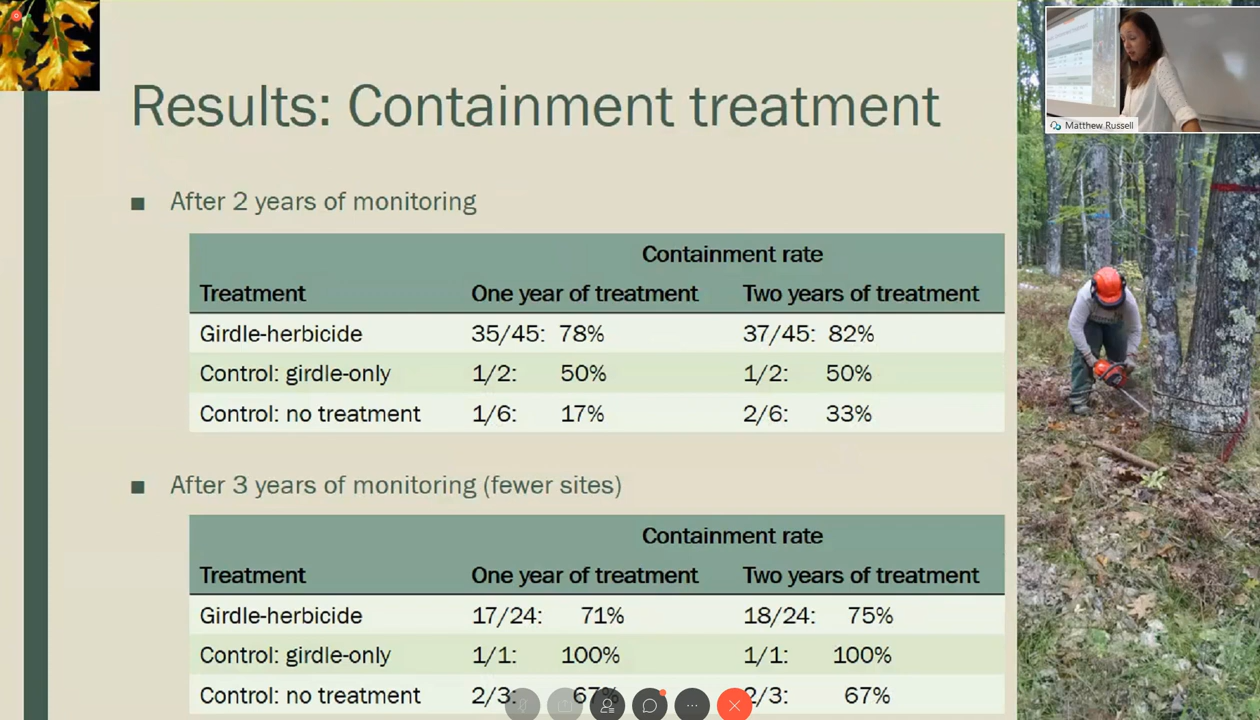 Results: Containment treatment
Matthew Russell
■ After 2 years of monitoring
Containment rate
Treatment One year of treatment Two years of treatment
Girdle-herbicide 35/45: 78% 37/45: 82%
Control: girdle-only 1/2: 50% 1/2: 50%
Control: no treatment 1/6: 17% 2/6: 33%
■ After 3 years of monitoring (fewer sites)
Containment rate
Treatment One year of treatment Two years of treatment
Girdle-herbicide 17/24: 71% 18/24: 75%
Control: girdle-only 1/1: 100% 1/1: 100%
Control: no treatment 2/3: 67% 2/3: 67%